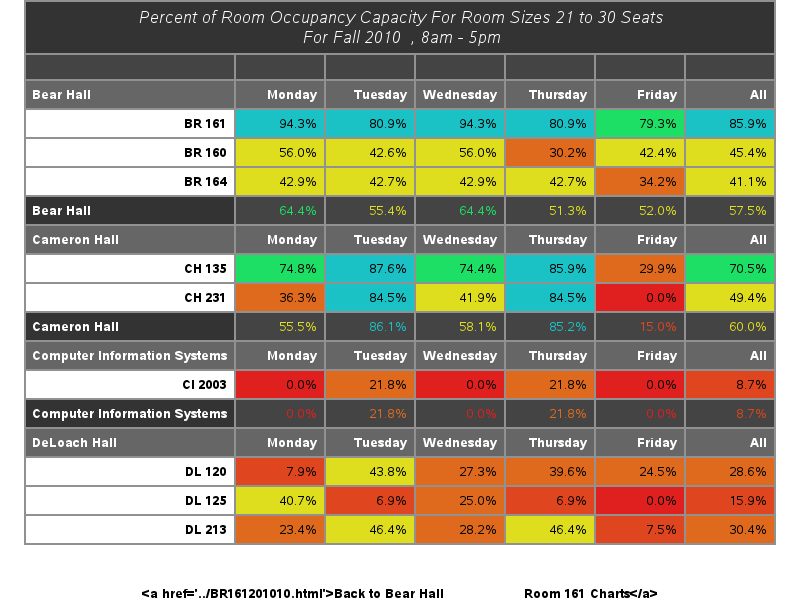 Percent of Room Occupancy Capacity For Room Sizes 21 to 30 Seats
For Fall 2010 , 8am - 5pm
Bear Hall Monday Tuesday Wednesday Thursday Friday All
BR 161 94.3% 80.9% 94.3% 80.9% 79.3% 85.9%
BR 160 56.0% 42.6% 56.0% 30.2% 42.4% 45.4%
BR 164 42.9% 42.7% 42.9% 42.7% 34.2% 41.1%
Bear Hall 64.4% 55.4% 64.4% 51.3% 52.0% 57.5%
Cameron Hall Monday Tuesday Wednesday Thursday Friday All
CH 135 74.8% 87.6% 74.4% 85.9% 29.9% 70.5%
CH 231 36.3% 84.5% 41.9% 84.5% 0.0% 49.4%
Cameron Hall 55.5% 86.1% 58.1% 85.2% 15.0% 60.0%
Computer Information Systems Monday Tuesday Wednesday Thursday Friday All
CI 2003 0.0% 21.8% 0.0% 21.8% 0.0% 8.7%
Computer Information Systems 0.0% 21.8% 0.0% 21.8% 0.0% 8.7%
DeLoach Hall Monday Tuesday Wednesday Thursday Friday All
DL 120 7.9% 43.8% 27.3% 39.6% 24.5% 28.6%
DL 125 40.7% 6.9% 25.0% 6.9% 0.0% 15.9%
DL 213 23.4% 46.4% 28.2% 46.4% 7.5% 30.4%
<a href='../BR161201010.html'>Back to Bear Hall Room 161 Charts</a>